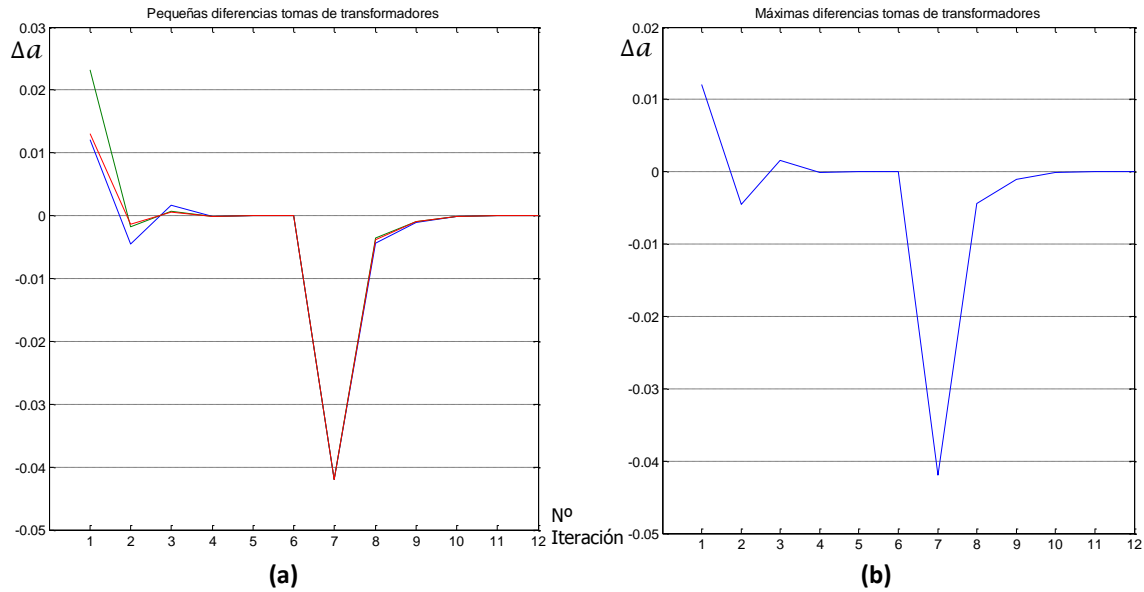 Pequeñas diferencias tomas de transformadores
Δa
0.03
0.02
0.01
0
-0.01
-0.02
-0.03
-0.04
-0.05
1 2 3 4 5 6 7 8 9 10 11 12
Nº
Iteración
(a)
Máximas diferencias tomas de transformadores
Δa
0.02
0.01
0
-0.01
-0.02
-0.03
-0.04
-0.05
1 2 3 4 5 6 7 8 9 10 11 12
(b)